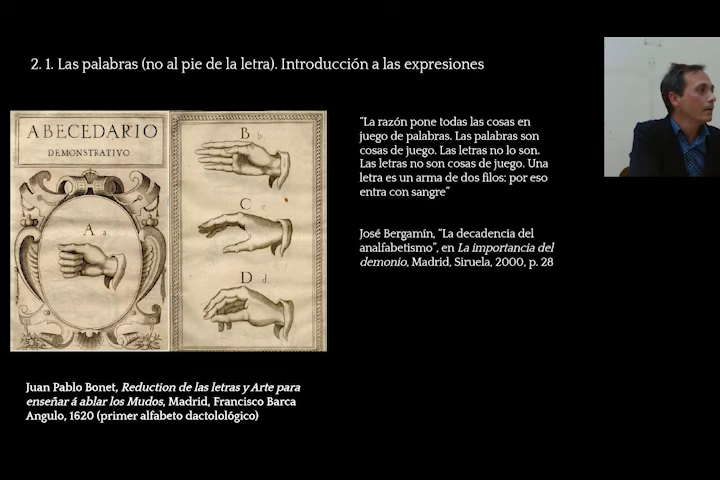 2. 1. Las palabras (no al pie de la letra). Introducción a las expresiones
ABECEDARIO
DEMONSTRATIVO
A a
B b
C c
D d
“La razón pone todas las cosas en
juego de palabras. Las palabras son
cosas de juego. Las letras no lo son.
Las letras no son cosas de juego. Una
letra es un arma de dos filos: por eso
entra con sangre”
José Bergamín, “La decadencia del
analfabetismo”, en La importancia del
demonio, Madrid, Siruela, 2000, p. 28
Juan Pablo Bonet, Reduction de las letras y Arte para
enseñar á ablar los Mudos, Madrid, Francisco Barca
Angulo, 1620 (primer alfabeto dactolológico)